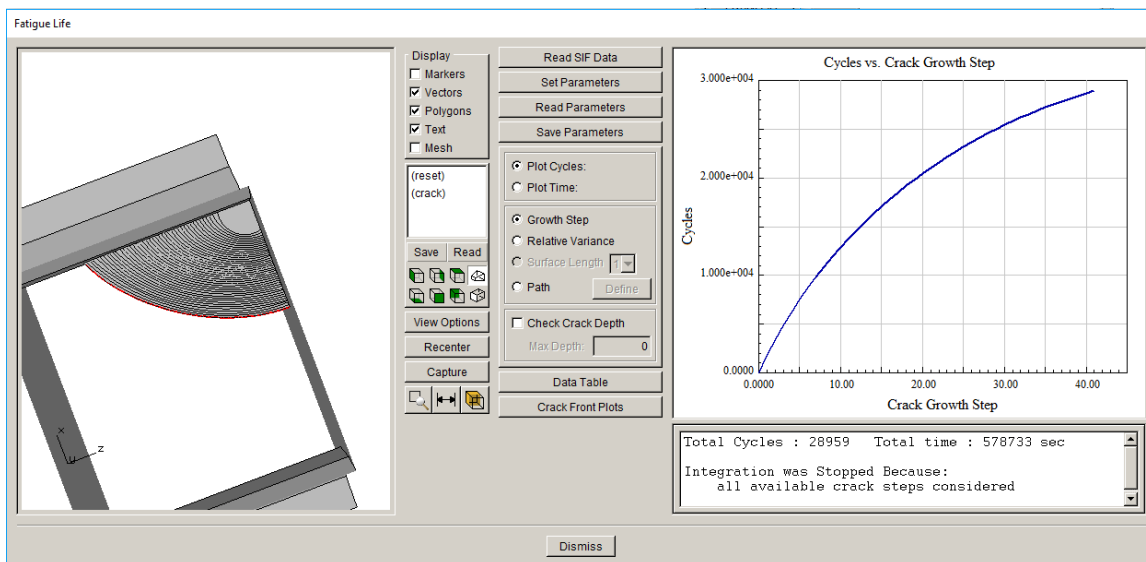 Fatigue Life
Display
Markers
Vectors
Polygons
Text
Mesh
(reset)
(crack)
Save Read
View Options
Recenter
Capture
Read SIF Data
Set Parameters
Read Parameters
Save Parameters
Plot Cycles:
Plot Time:
Growth Step
Relative Variance
Surface Length 1
Path Define
Check Crack Depth
Max Depth: 0
Data Table
Crack Front Plots
x
y
z
Cycles vs. Crack Growth Step
3.000e+004
2.000e+004
1.000e+004
0.0000
Cycles
0.0000 10.00 20.00 30.00 40.00
Crack Growth Step
Total Cycles : 28959 Total time : 578733 sec
Integration was Stopped Because:
all available crack steps considered
Dismiss